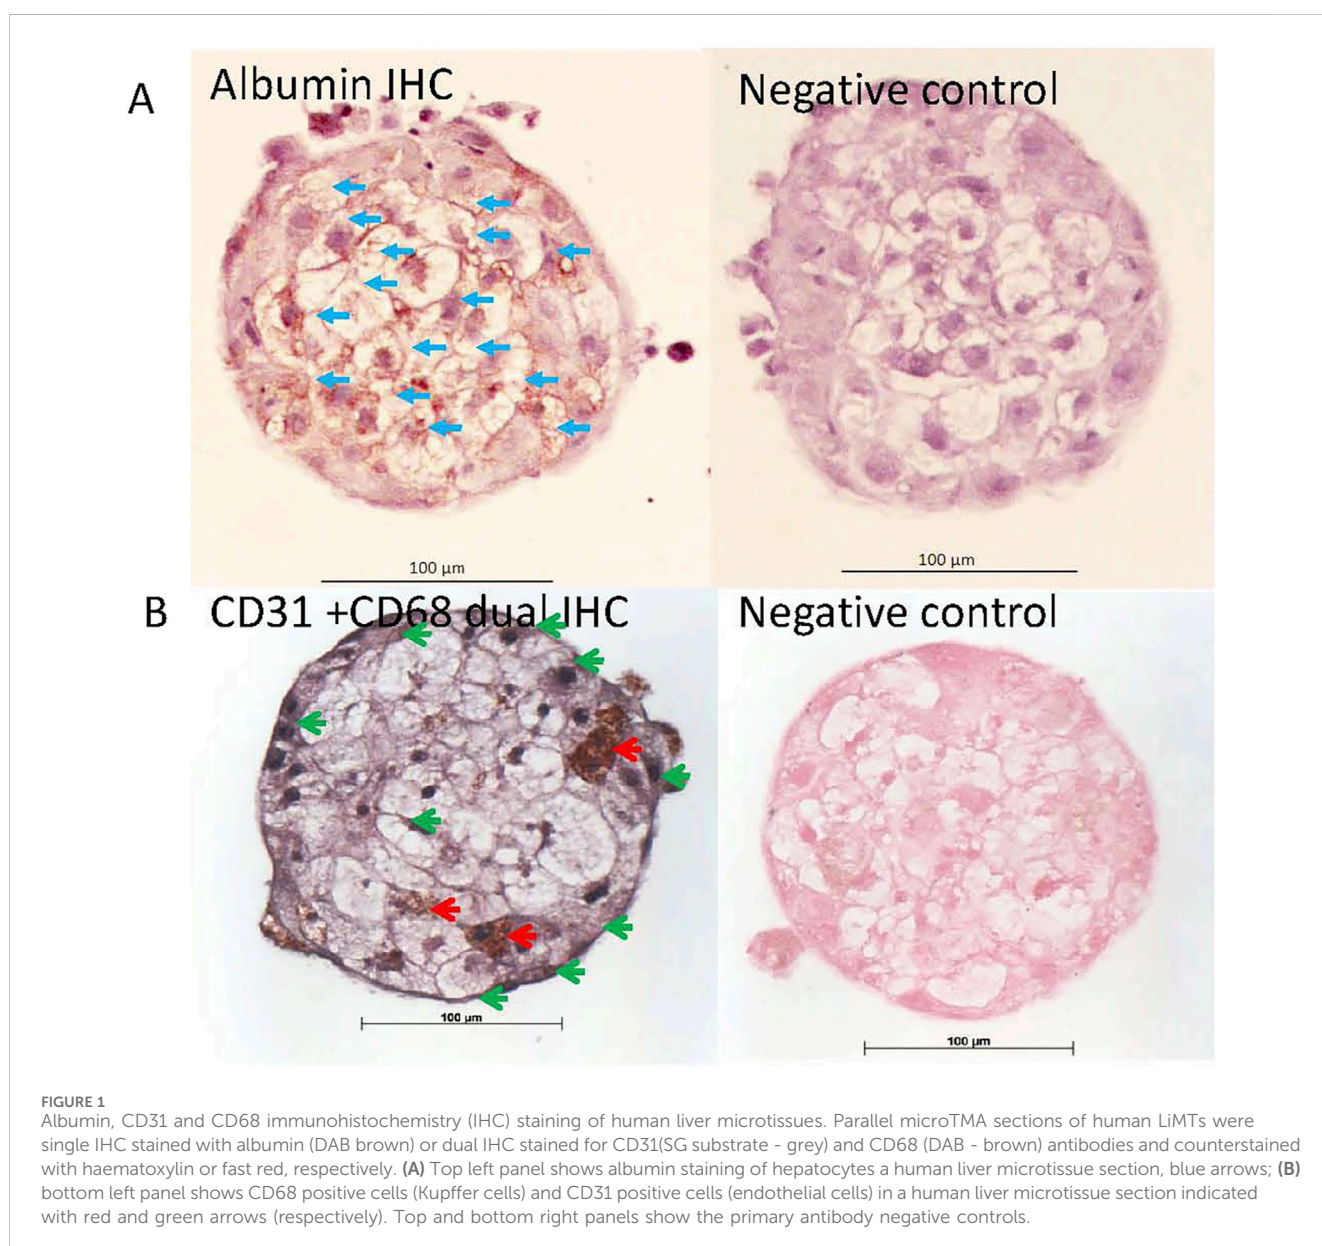 A
Albumin IHC
Negative control
100 µm
100 µm
B
CD31 +CD68 dual IHC
Negative control
100 µm
100 µm
FIGURE 1
Albumin, CD31 and CD68 immunohistochemistry (IHC) staining of human liver microtissues. Parallel microTMA sections of human LiMTs were
single IHC stained with albumin (DAB brown) or dual IHC stained for CD31(SG substrate - grey) and CD68 (DAB - brown) antibodies and counterstained
with haematoxylin or fast red, respectively. (A) Top left panel shows albumin staining of hepatocytes a human liver microtissue section, blue arrows; (B)
bottom left panel shows CD68 positive cells (Kupffer cells) and CD31 positive cells (endothelial cells) in a human liver microtissue section indicated
with red and green arrows (respectively). Top and bottom right panels show the primary antibody negative controls.